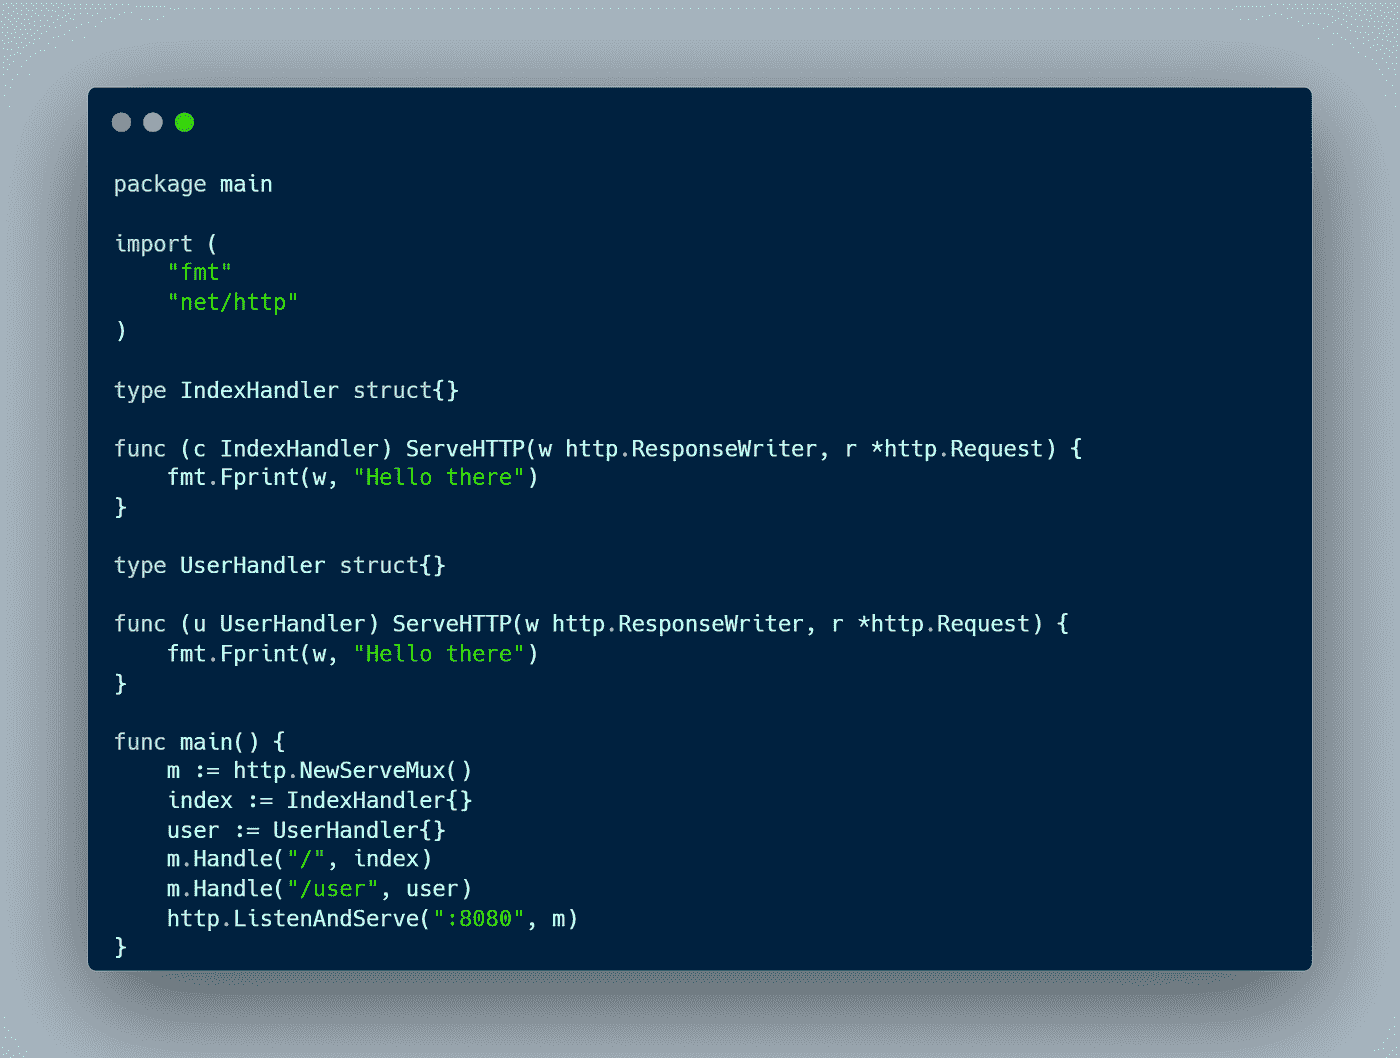 package main
import (
    "fmt"
    "net/http"
)
type IndexHandler struct{}
func (c IndexHandler) ServeHTTP(w http.ResponseWriter, r *http.Request) {
    fmt.Fprint(w, "Hello there")
}
type UserHandler struct{}
func (u UserHandler) ServeHTTP(w http.ResponseWriter, r *http.Request) {
    fmt.Fprint(w, "Hello there")
}
func main() {
    m := http.NewServeMux()
    index := IndexHandler{}
    user := UserHandler{}
    m.Handle("/", index)
    m.Handle("/user", user)
    http.ListenAndServe(":8080", m)
}